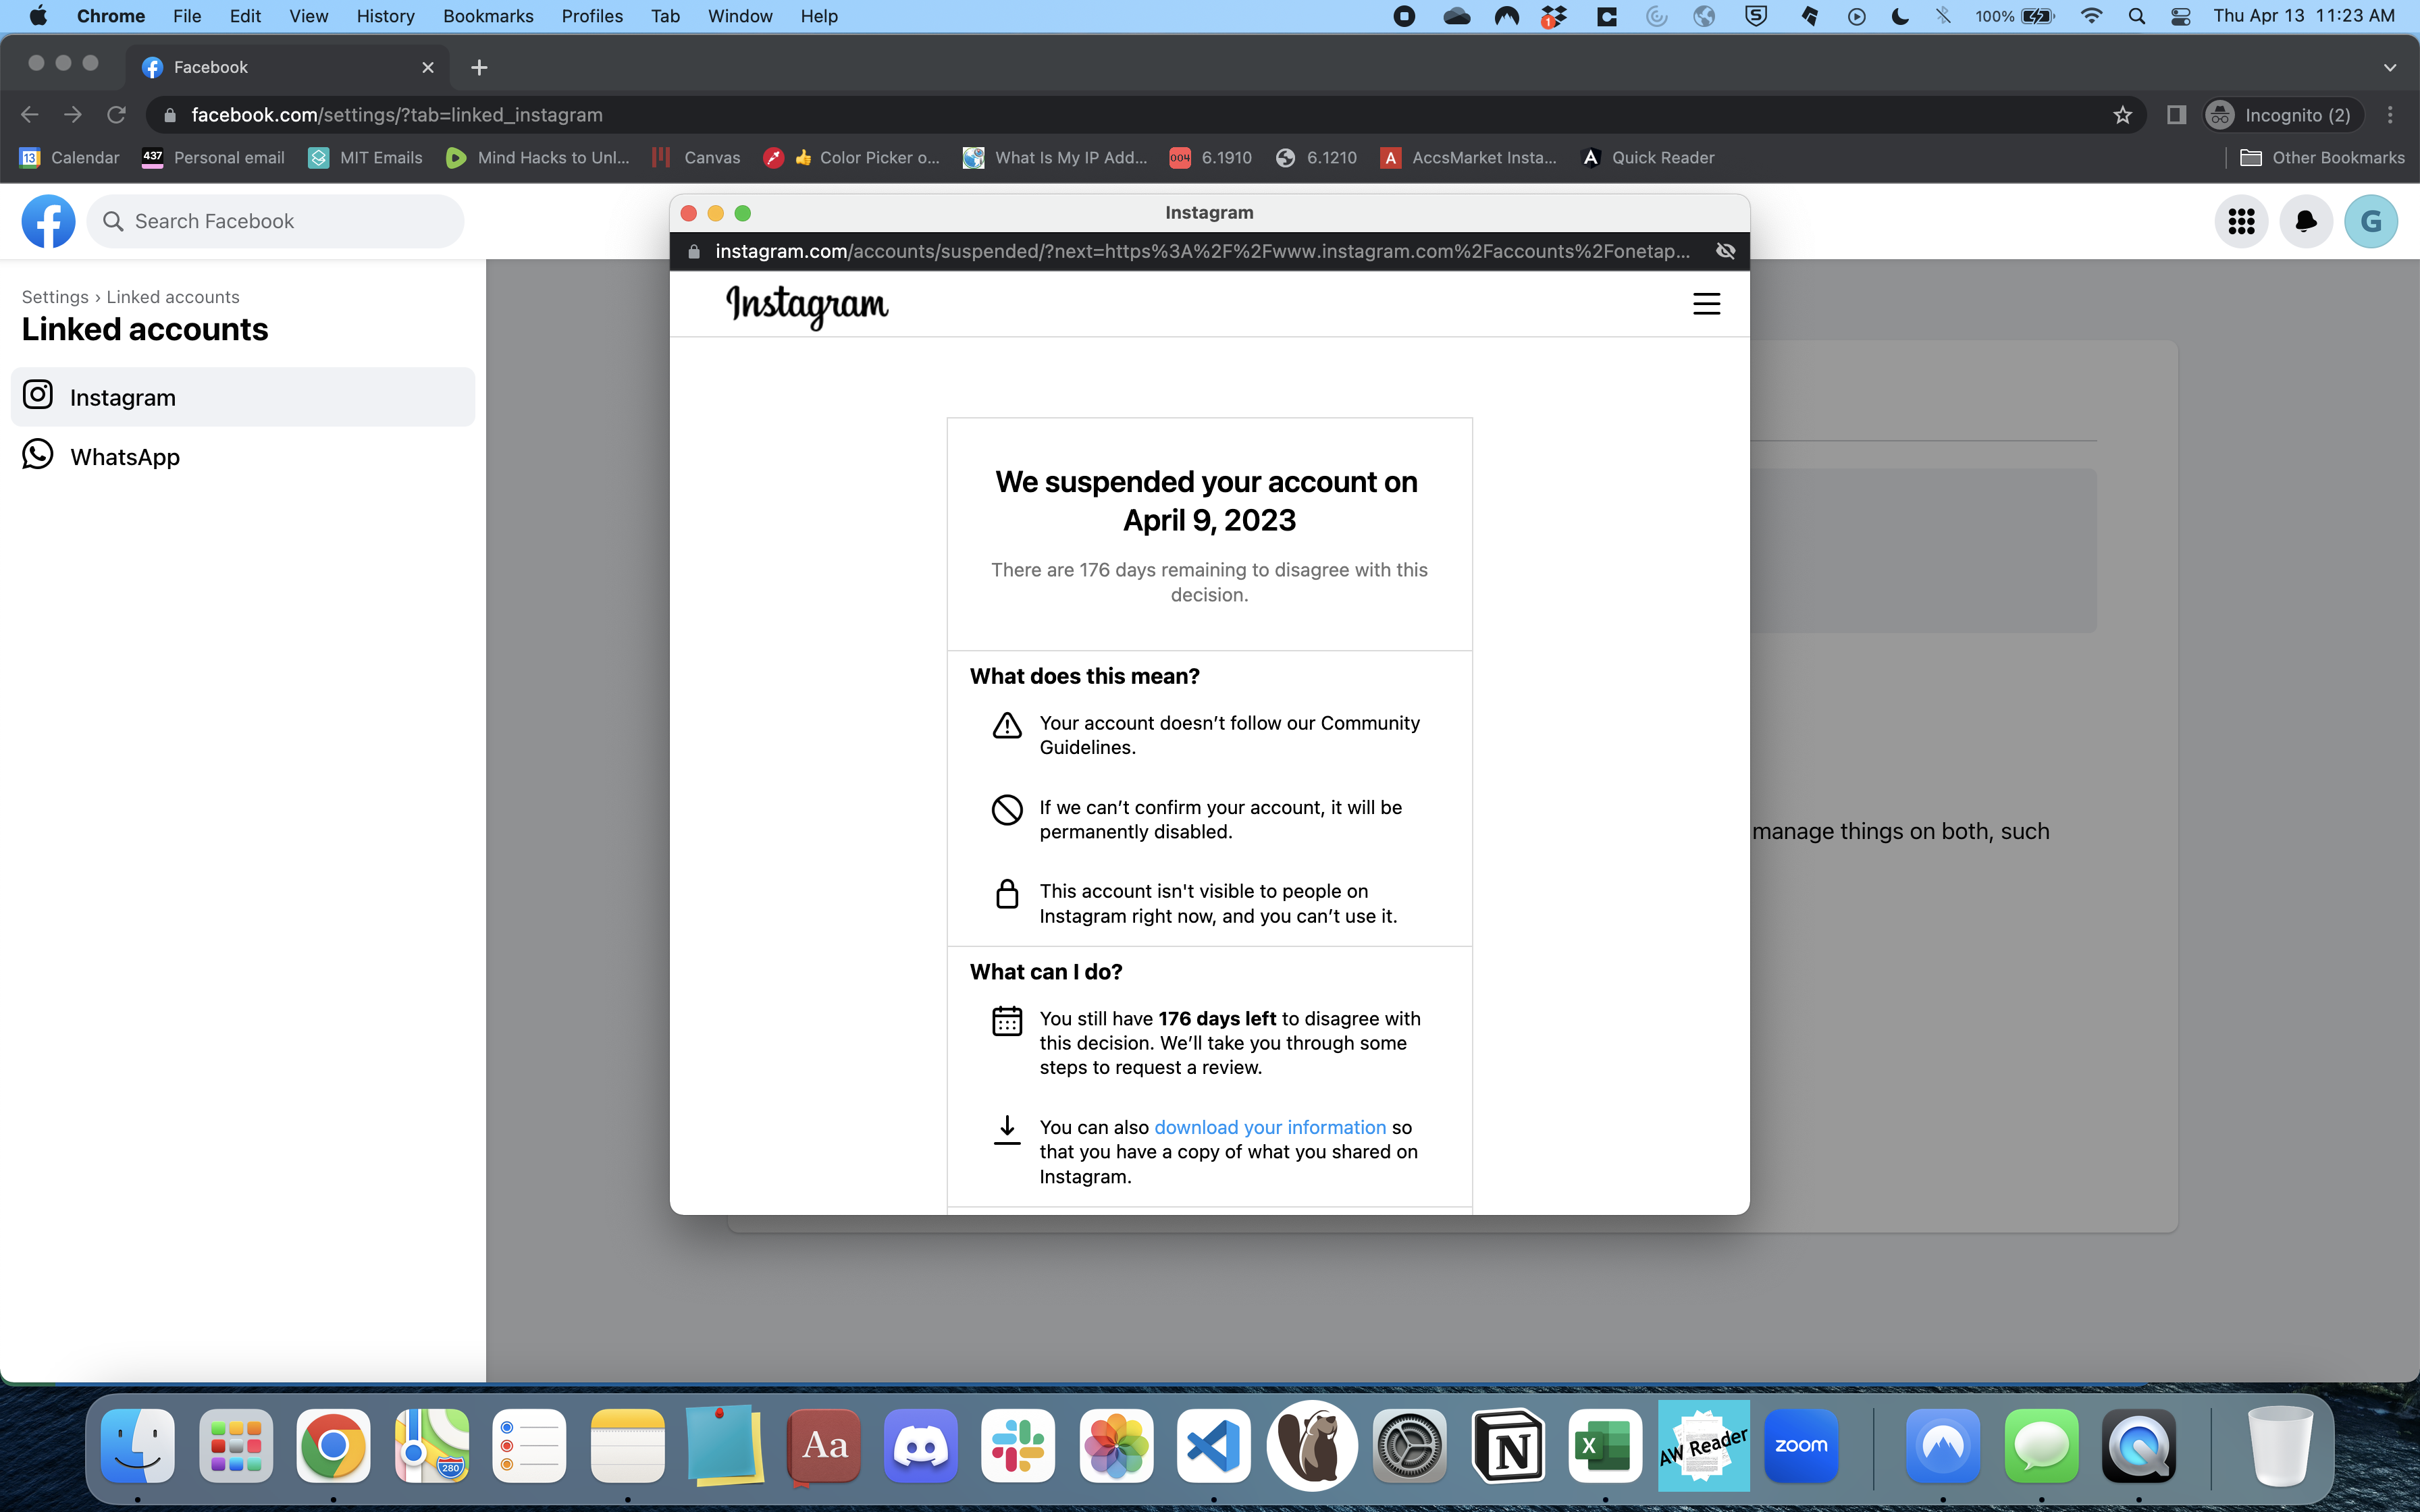 Chrome File Edit View History Bookmarks Profiles Tab Window Help
1
100%
Thu Apr 13 11:23 AM
Facebook
facebook.com/settings/?tab=linked_instagram
Incognito (2)
13 Calendar
437 Personal email
MIT Emails
Mind Hacks to Unl...
Canvas
👍 Color Picker o...
What Is My IP Add...
004 6.1910
6.1210
A AccsMarket Insta...
A Quick Reader
Other Bookmarks
Search Facebook
G
Settings › Linked accounts
Linked accounts
Instagram
WhatsApp
Instagram
instagram.com/accounts/suspended/?next=https%3A%2F%2Fwww.instagram.com%2Faccounts%2Fonetap...
Instagram
We suspended your account on
April 9, 2023
There are 176 days remaining to disagree with this
decision.
What does this mean?
Your account doesn’t follow our Community
Guidelines.
If we can’t confirm your account, it will be
permanently disabled.
This account isn't visible to people on
Instagram right now, and you can’t use it.
What can I do?
You still have 176 days left to disagree with
this decision. We’ll take you through some
steps to request a review.
You can also download your information so
that you have a copy of what you shared on
Instagram.
manage things on both, such
280
Aa
N
X
AW Reader
zoom